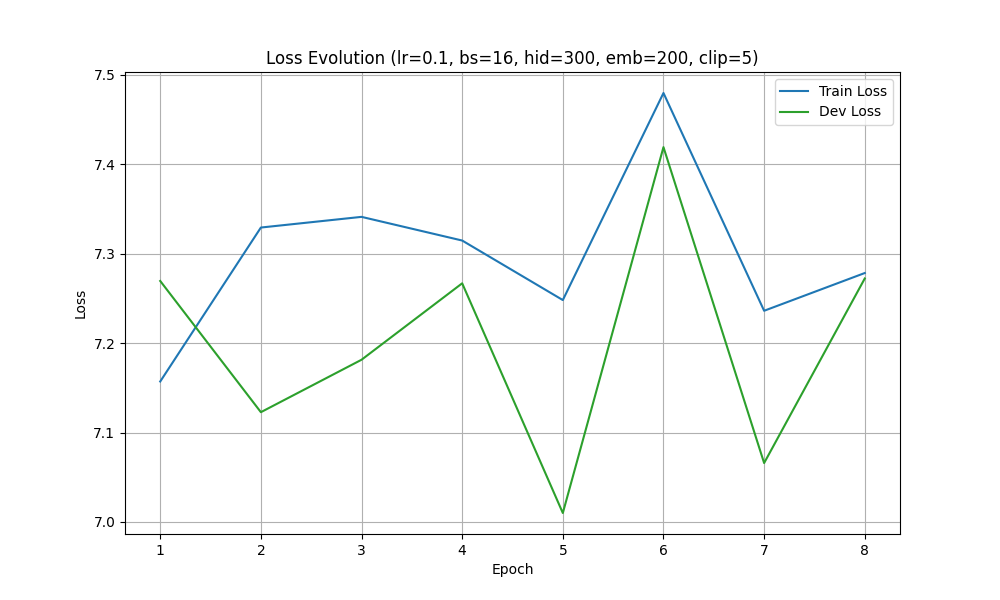 Loss Evolution (lr=0.1, bs=16, hid=300, emb=200, clip=5)
Train Loss
Dev Loss
7.5
7.4
7.3
7.2
7.1
7.0
Loss
1 2 3 4 5 6 7 8
Epoch